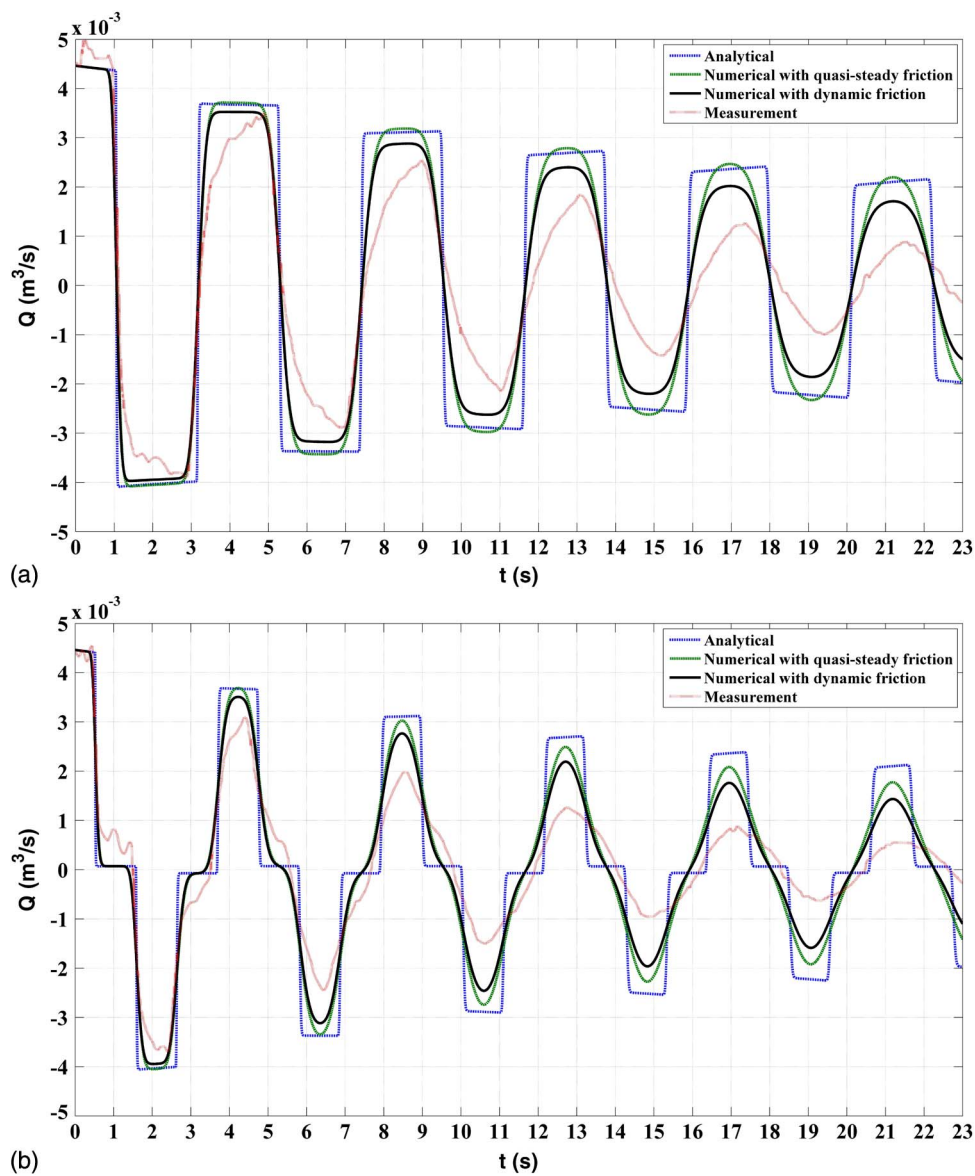 x 10⁻³
5
4
3
2
1
0
-1
-2
-3
-4
-5
Q (m³/s)
Analytical
Numerical with quasi-steady friction
Numerical with dynamic friction
Measurement
0 1 2 3 4 5 6 7 8 9 10 11 12 13 14 15 16 17 18 19 20 21 22 23
t (s)
(a)
x 10⁻³
5
4
3
2
1
0
-1
-2
-3
-4
-5
Q (m³/s)
Analytical
Numerical with quasi-steady friction
Numerical with dynamic friction
Measurement
0 1 2 3 4 5 6 7 8 9 10 11 12 13 14 15 16 17 18 19 20 21 22 23
t (s)
(b)